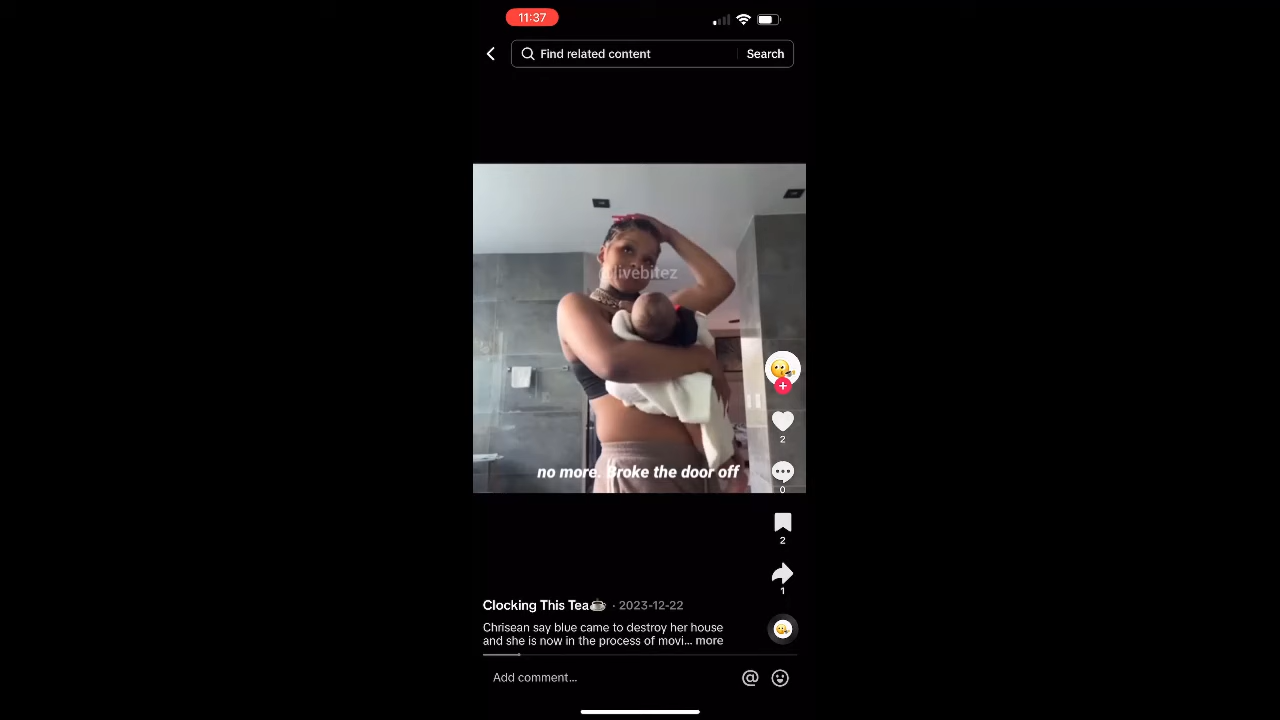 11:37
Find related content
Search
@livebitez
no more. Broke the door off
2
0
2
1
Clocking This Tea☕ · 2023-12-22
Chrisean say blue came to destroy her house
and she is now in the process of movi... more
Add comment...
@